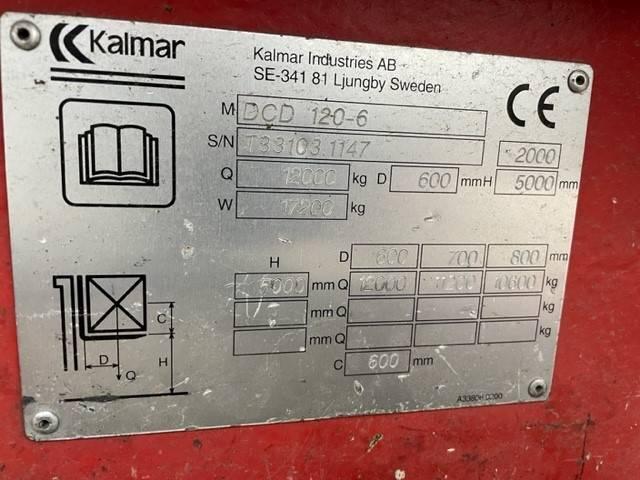 Kalmar
Kalmar Industries AB
SE-341 81 Ljungby Sweden
CE
M DCD 120-6
S/N T33103.1147 2000
Q 12000 kg D 600 mm H 5000 mm
W 17200 kg
H D 600 700 800 mm
5000 mm Q 12000 11200 10600 kg
mm Q kg
mm Q kg
C 600 mm
C
D
H
Q